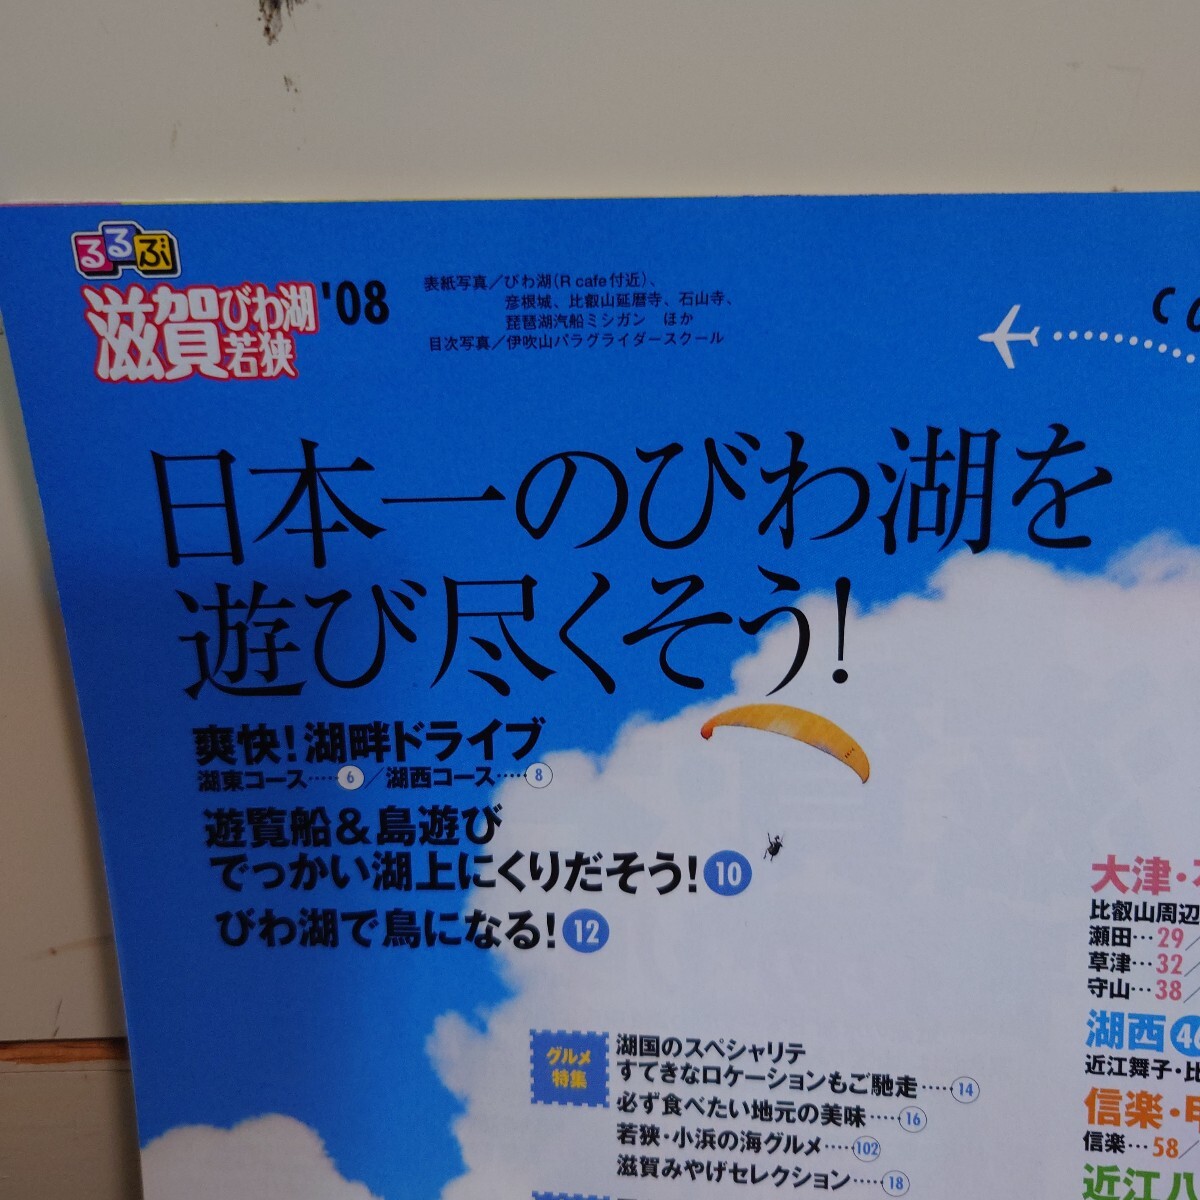 るるぶ
滋賀びわ湖若狭'08
表紙写真／びわ湖（R cafe付近）、
彦根城、比叡山延暦寺、石山寺、
琵琶湖汽船ミシガン　ほか
目次写真／伊吹山パラグライダースクール
日本一のびわ湖を
遊び尽くそう！
爽快！湖畔ドライブ
湖東コース……6／湖西コース……8
遊覧船＆島遊び
でっかい湖上にくりだそう！10
びわ湖で鳥になる！12
グルメ
特集
湖国のスペシャリテ
すてきなロケーションもご馳走……14
必ず食べたい地元の美味……16
若狭・小浜の海グルメ……102
滋賀みやげセレクション……18
大津・
比叡山周辺
瀬田…29／
草津…32／
守山…38／
湖西
近江舞子・比
信楽・甲
信楽…58／
近江八